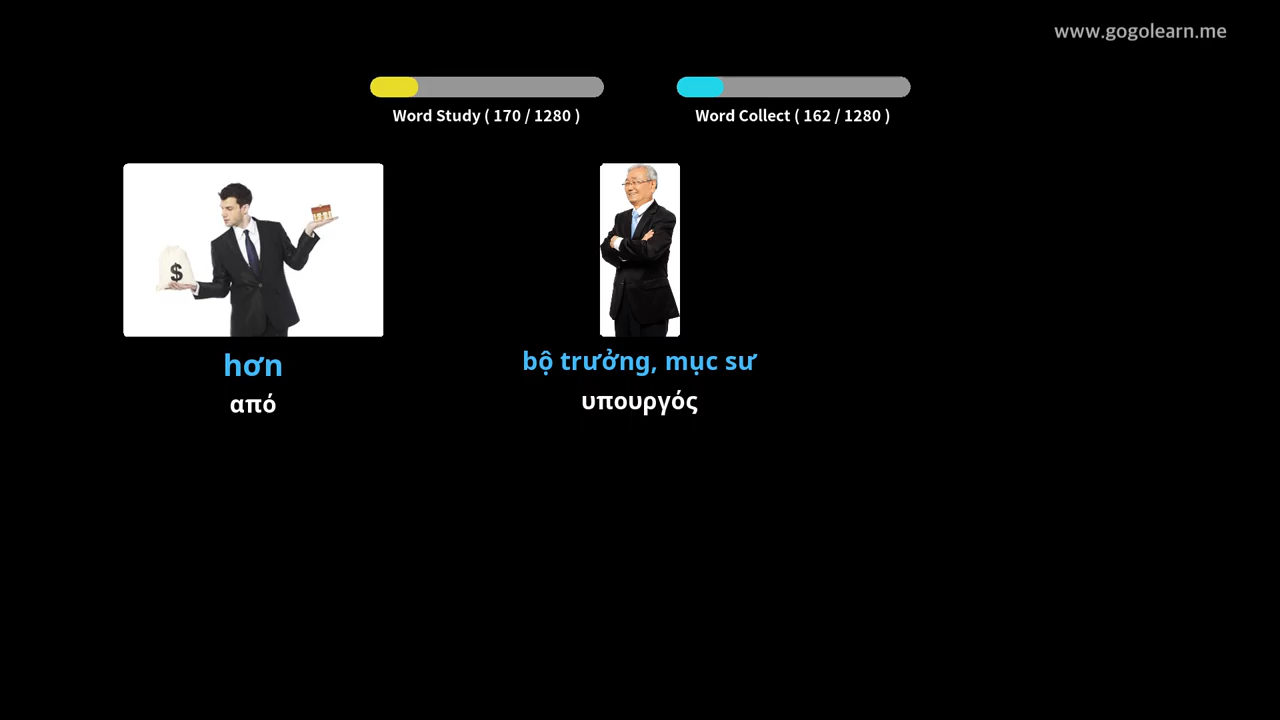 www.gogolearn.me
Word Study ( 170 / 1280 )
Word Collect ( 162 / 1280 )
$
hơn
από
bộ trưởng, mục sư
υπουργός